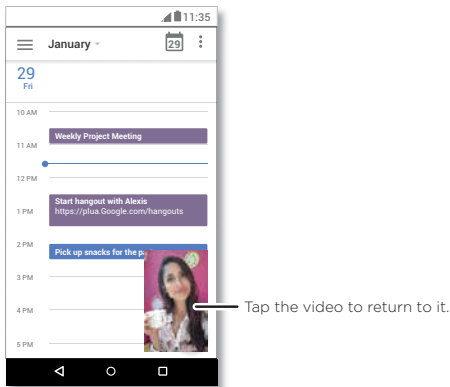 11:35
January
29
29
Fri
10 AM
Weekly Project Meeting
11 AM
12 PM
Start hangout with Alexis
https://plua.Google.com/hangouts
1 PM
2 PM
Pick up snacks for the pa
3 PM
Tap the video to return to it.
4 PM
5 PM